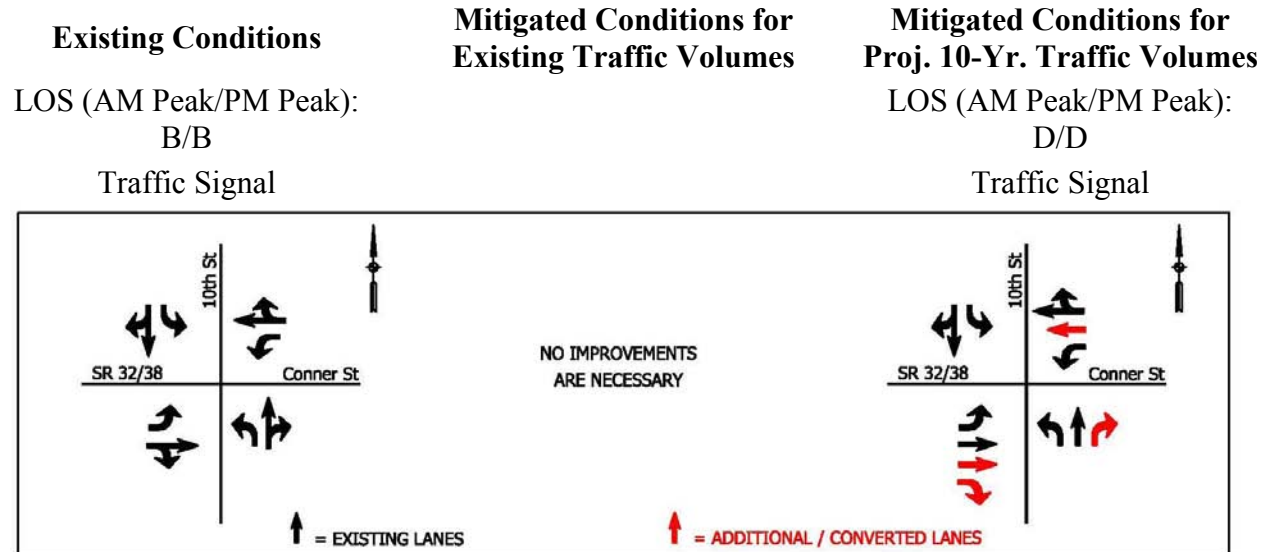 Existing Conditions
LOS (AM Peak/PM Peak):
B/B
Traffic Signal
Mitigated Conditions for
Existing Traffic Volumes
Mitigated Conditions for
Proj. 10-Yr. Traffic Volumes
LOS (AM Peak/PM Peak):
D/D
Traffic Signal
10th St
SR 32/38
Conner St
NO IMPROVEMENTS
ARE NECESSARY
10th St
SR 32/38
Conner St
= EXISTING LANES
= ADDITIONAL / CONVERTED LANES